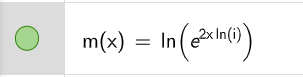 m(x) = ln(e^(2x ln(i)))